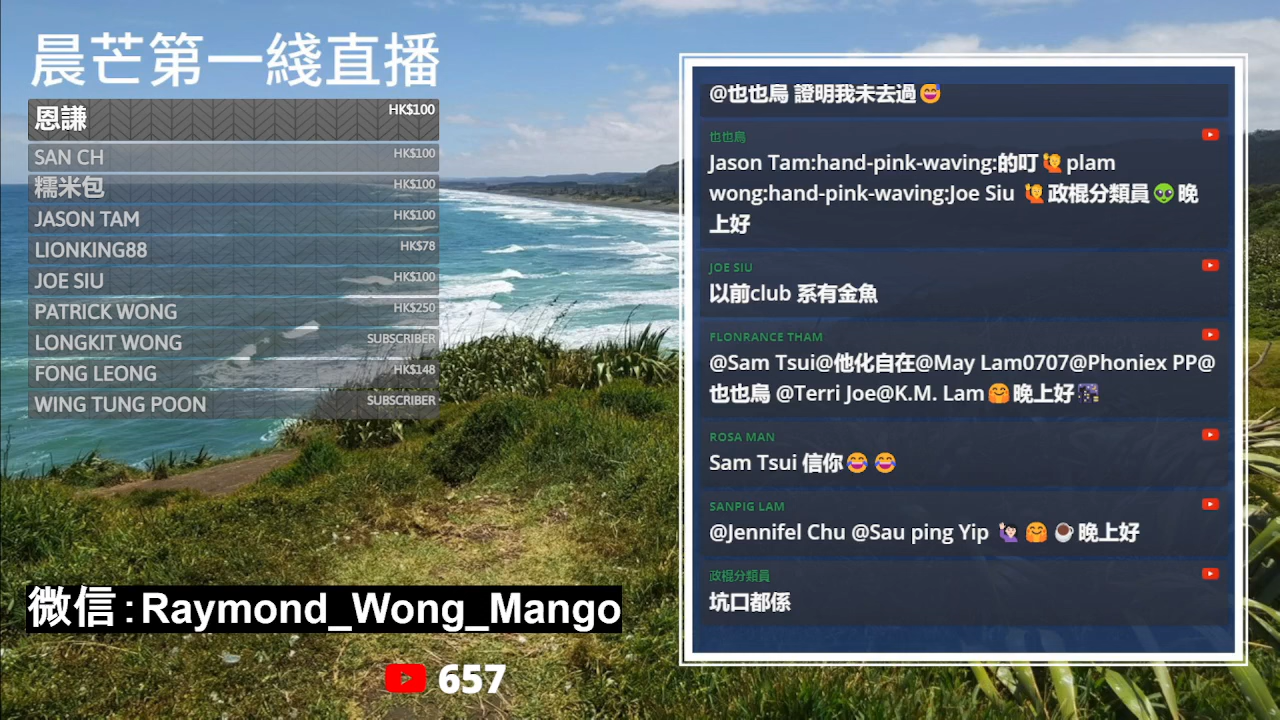 晨芒第一綫直播
恩謙 HK$100
SAN CH HK$100
糯米包 HK$100
JASON TAM HK$100
LIONKING88 HK$78
JOE SIU HK$100
PATRICK WONG HK$250
LONGKIT WONG SUBSCRIBER
FONG LEONG HK$148
WING TUNG POON SUBSCRIBER
微信:Raymond_Wong_Mango
657
@也也鳥 證明我未去過😅
也也鳥
Jason Tam:hand-pink-waving:的叮🙋plam
wong:hand-pink-waving:Joe Siu 🙋政棍分類員👽晚
上好
JOE SIU
以前club 系有金魚
FLONRANCE THAM
@Sam Tsui@他化自在@May Lam0707@Phoniex PP@
也也鳥 @Terri Joe@K.M. Lam🤗晚上好🎆
ROSA MAN
Sam Tsui 信你😂😂
SANPIG LAM
@Jennifel Chu @Sau ping Yip 🙋🏻‍♀️🤗☕晚上好
政棍分類員
坑口都係